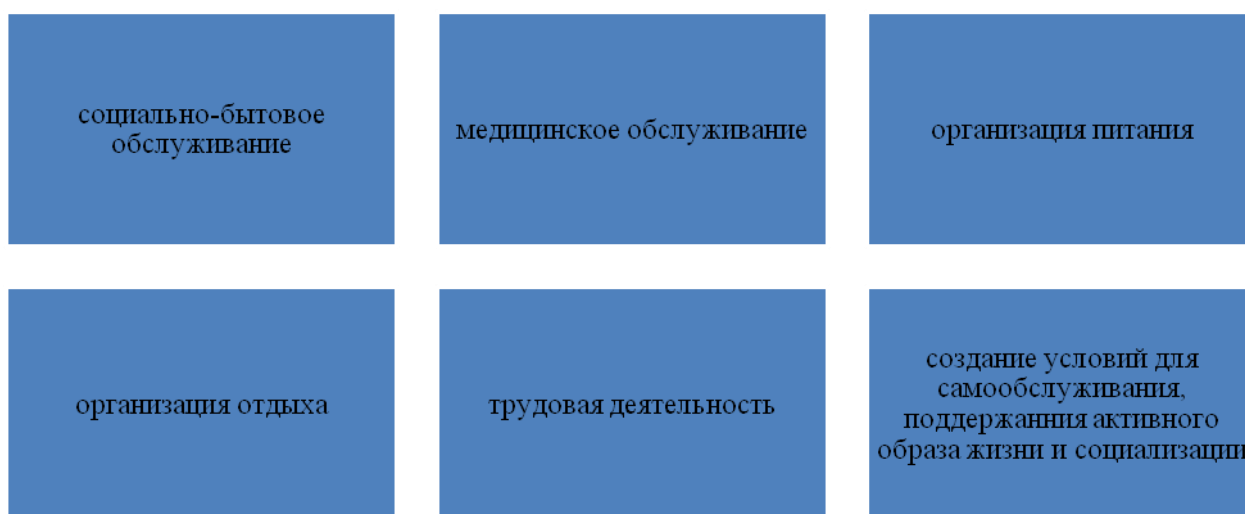 социально-бытовое
обслуживание
медицинское обслуживание
организация питания
организация отдыха
трудовая деятельность
создание условий для
самообслуживания,
поддержанния активного
образа жизни и социализации